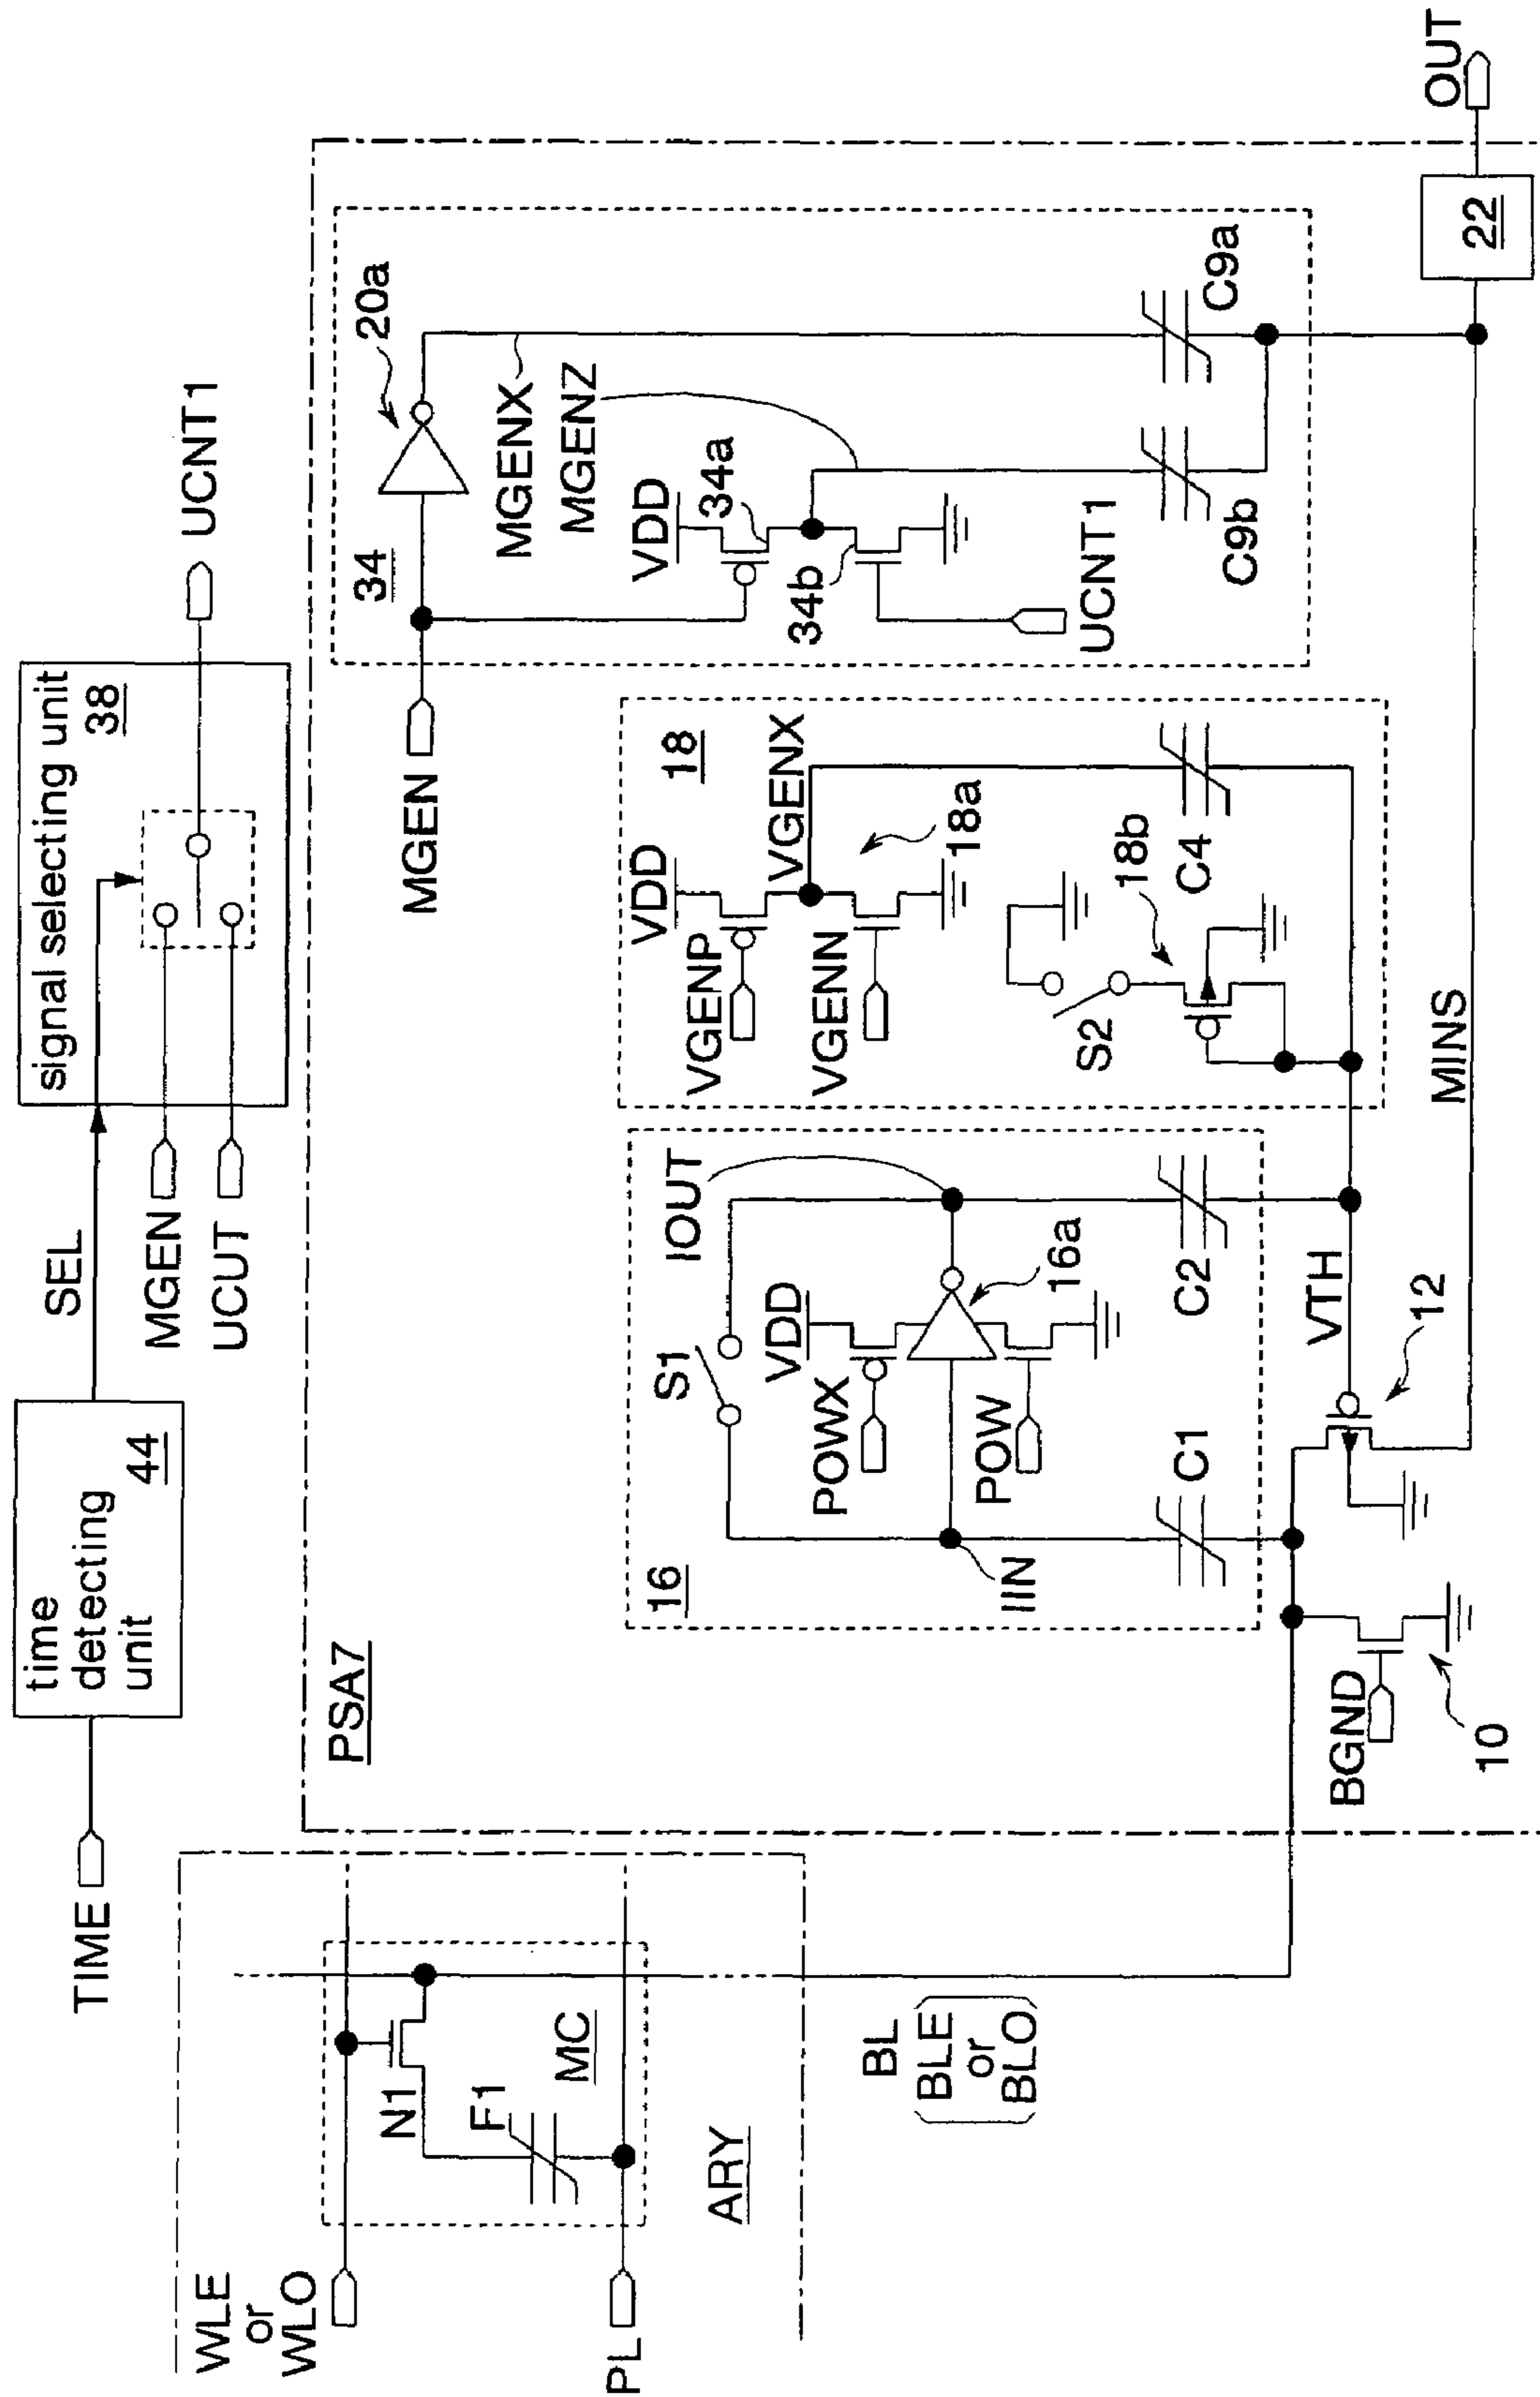 TIME
time
detecting
unit
44
SEL
signal selecting unit
38
MGEN
UCUT
UCNT1
WLE
or
WLO
N1
F1
MC
PL
ARY
BL
BLE
or
BLO
PSA7
16
S1
IOUT
VDD
POWX
16a
POW
IIN
C1
C2
18
VDD
VGENP
VGENX
VGENN
18a
S2
18b
C4
MGEN
34
20a
MGENX
MGENZ
VDD
34a
34b
UCNT1
C9b
C9a
BGND
10
VTH
12
MINS
22
OUT